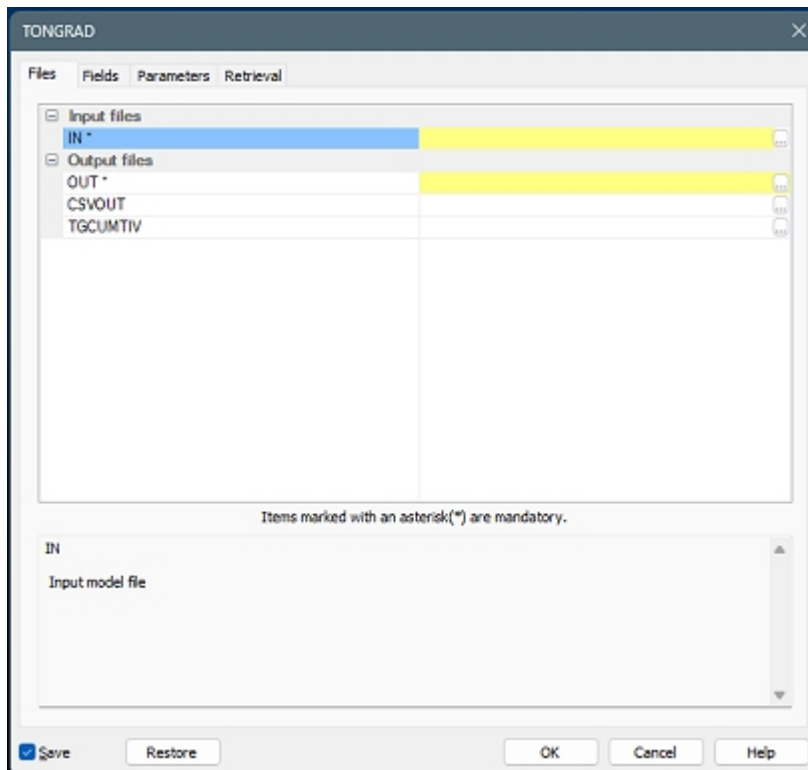 TONGRAD
Files Fields Parameters Retrieval
Input files
IN *
Output files
OUT *
CSVOUT
TGCUMTIV
Items marked with an asterisk(*) are mandatory.
IN
Input model file
Save Restore OK Cancel Help